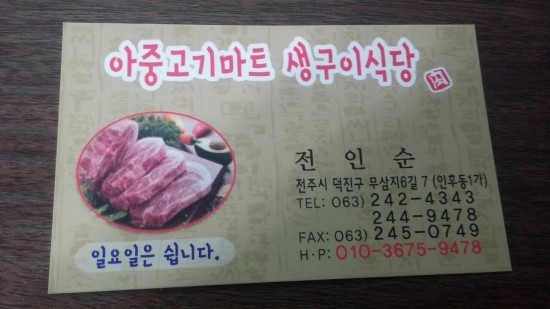 아중고기마트 생구이식당
전 인 순
전주시 덕진구 무삼지6길 7 (인후동1가)
TEL: 063) 242-4343
244-9478
FAX: 063) 245-0749
H·P: 010-3675-9478
일요일은 쉽니다.